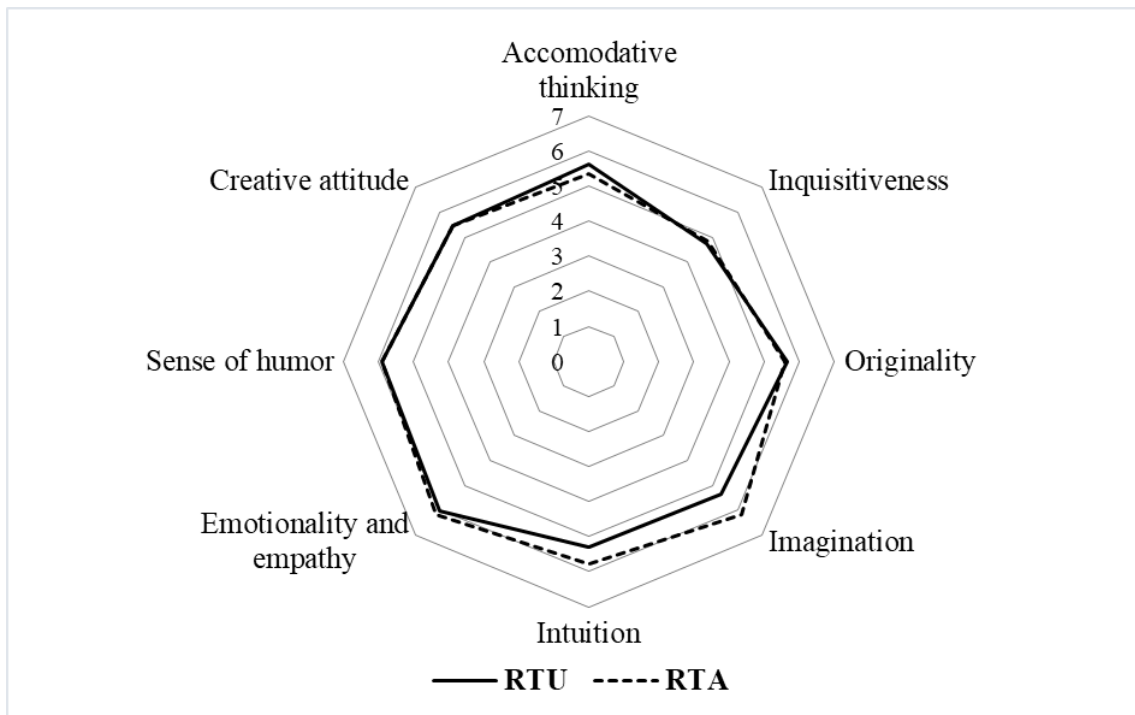 Accomodative
thinking
7
6
5
4
3
2
1
0
Creative attitude
Inquisitiveness
Sense of humor
Originality
Emotionality and
empathy
Imagination
Intuition
RTU RTA